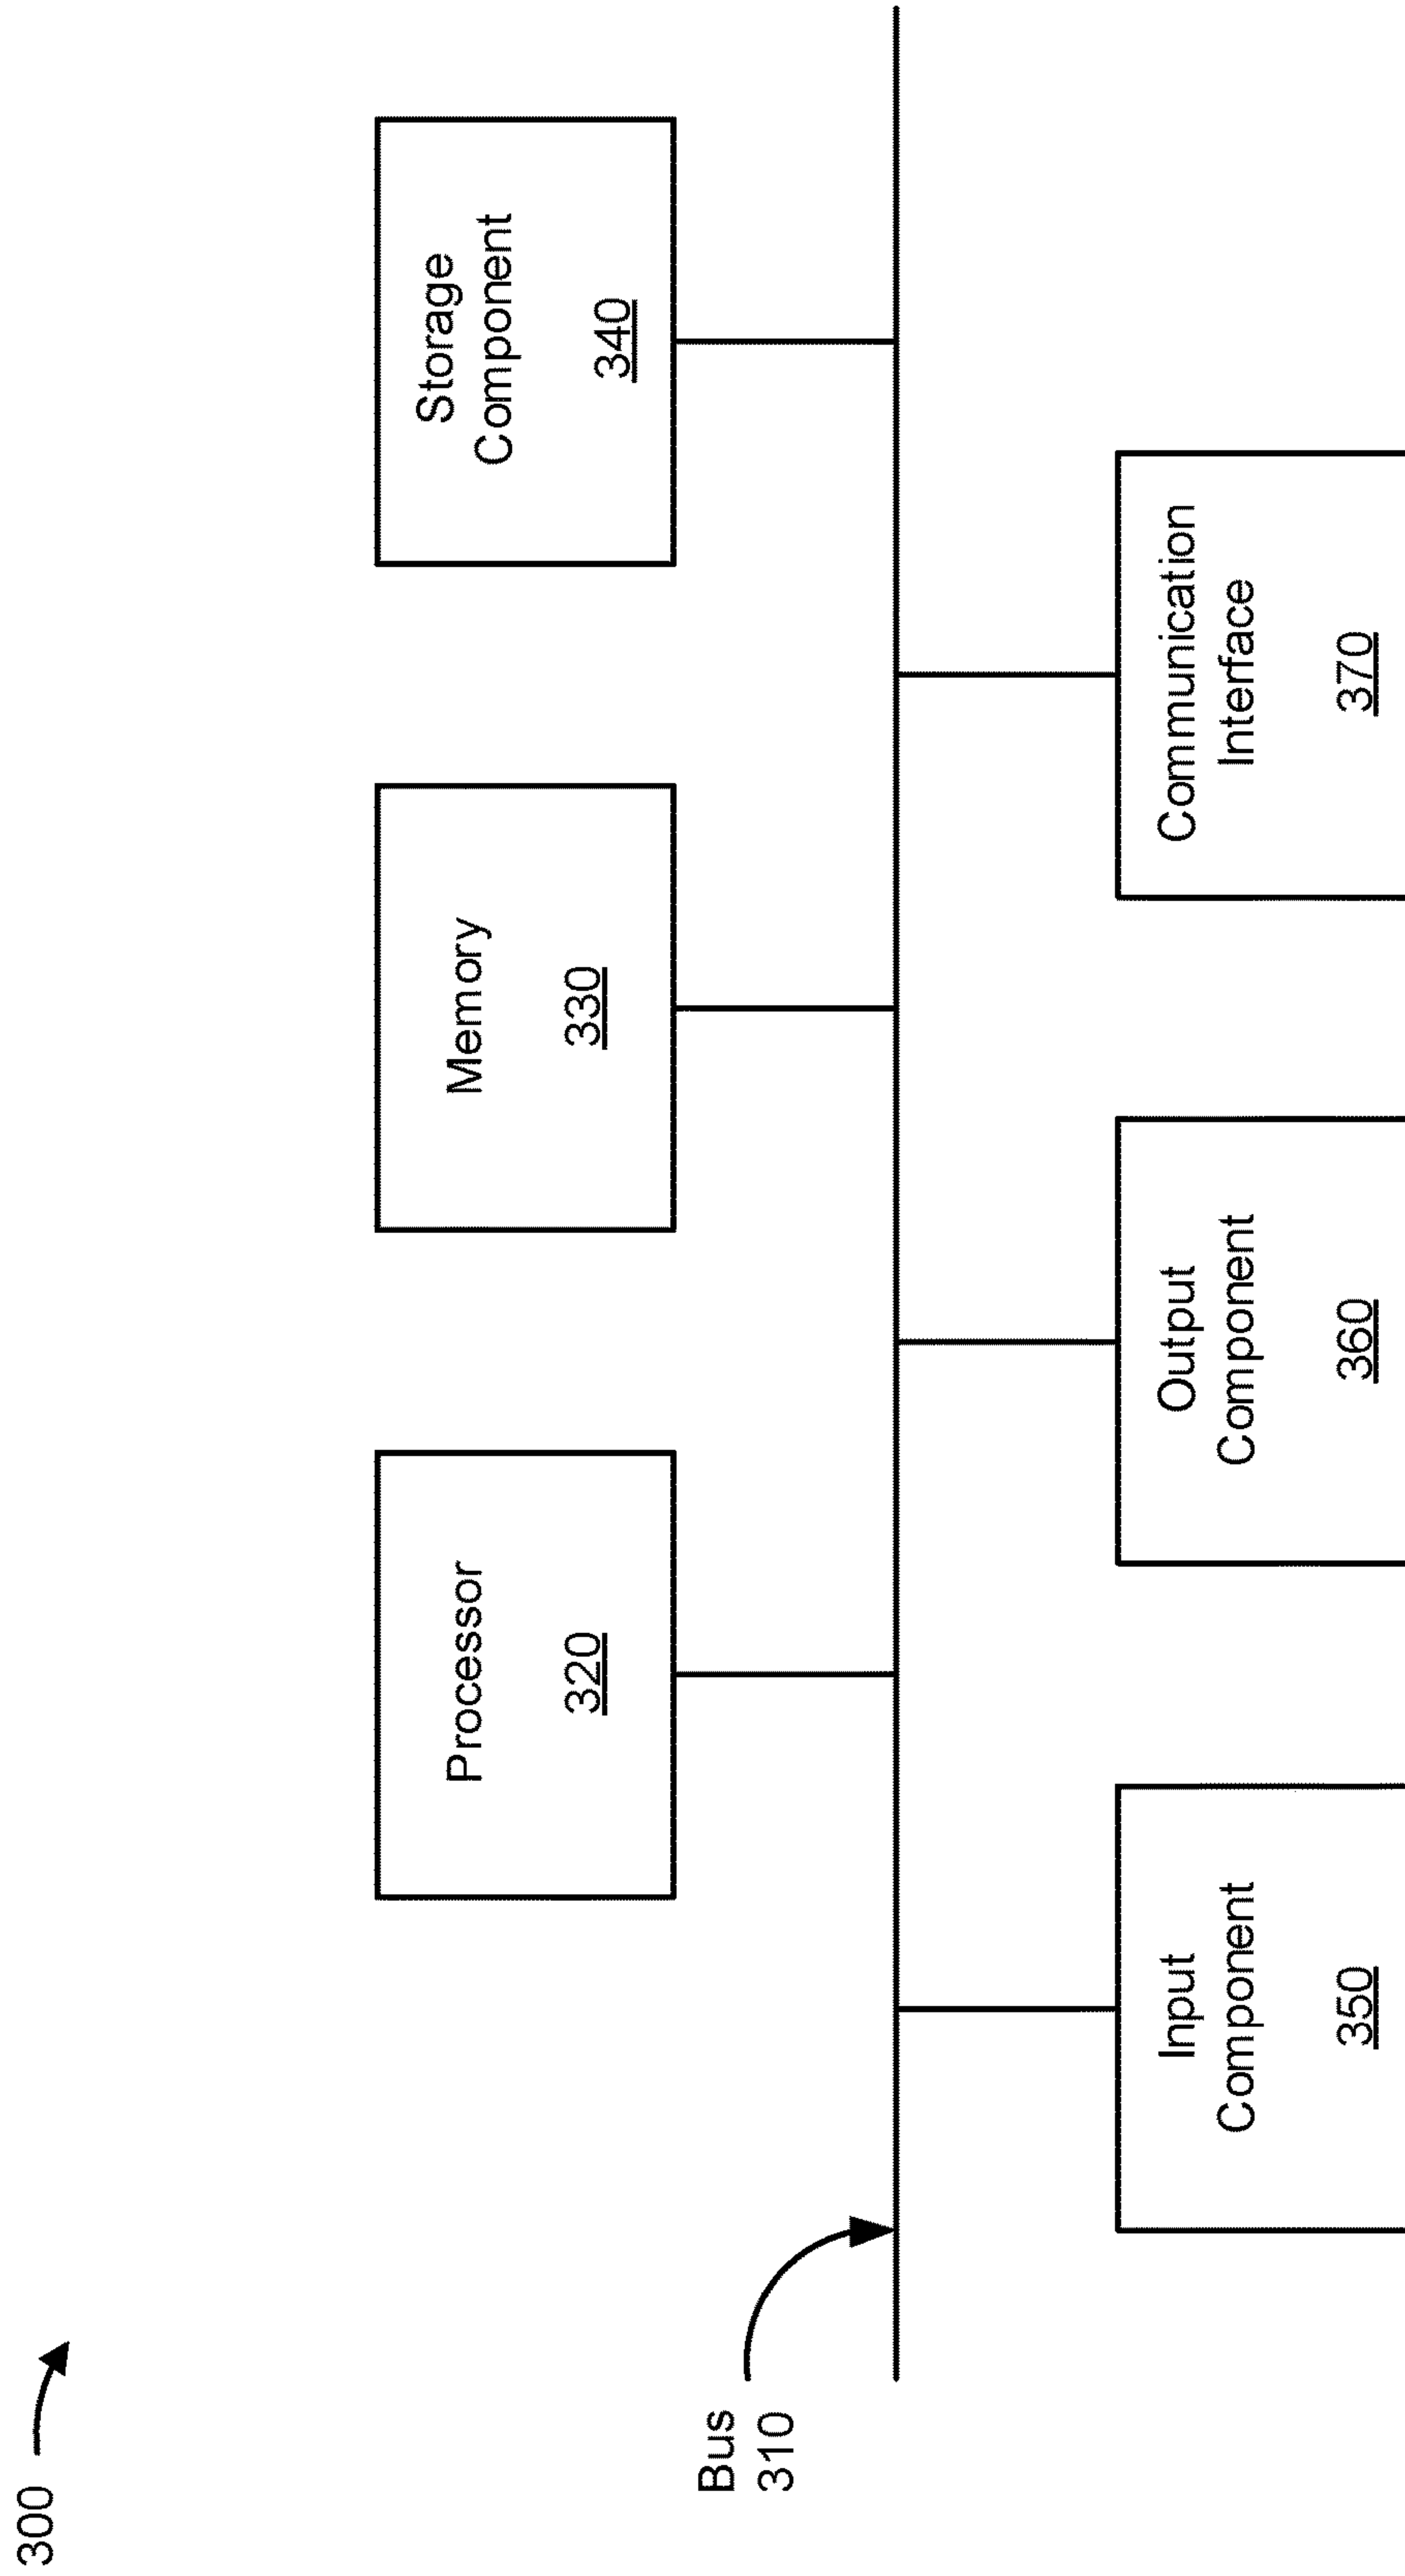 300
Processor
320
Memory
330
Storage
Component
340
Bus
310
Input
Component
350
Output
Component
360
Communication
Interface
370